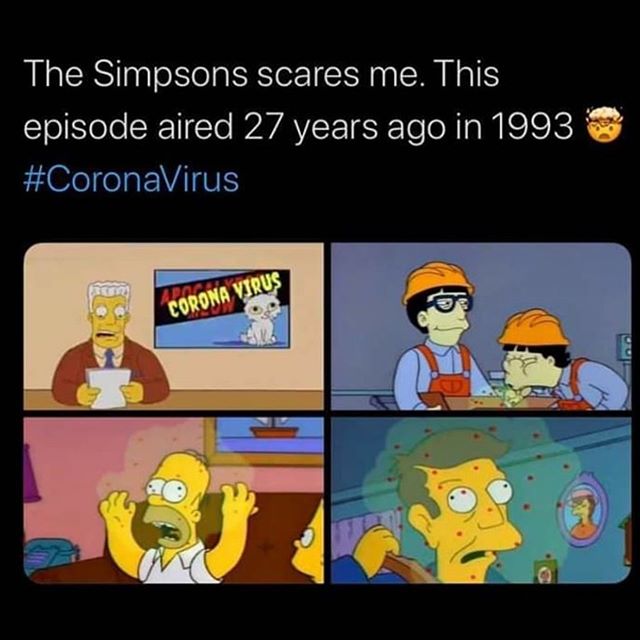 The Simpsons scares me. This
episode aired 27 years ago in 1993 🤯
#CoronaVirus
CORONA VIRUS